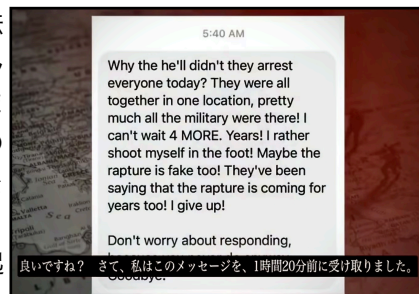 5:40 AM
Why the he'll didn't they arrest
everyone today? They were all
together in one location, pretty
much all the military were there! I
can't wait 4 MORE. Years! I rather
shoot myself in the foot! Maybe the
rapture is fake too! They've been
saying that the rapture is coming for
years too! I give up!
Don't worry about responding,
良いですね? さて、私はこのメッセージを、1時間20分前に受け取りました。
Goodbye.